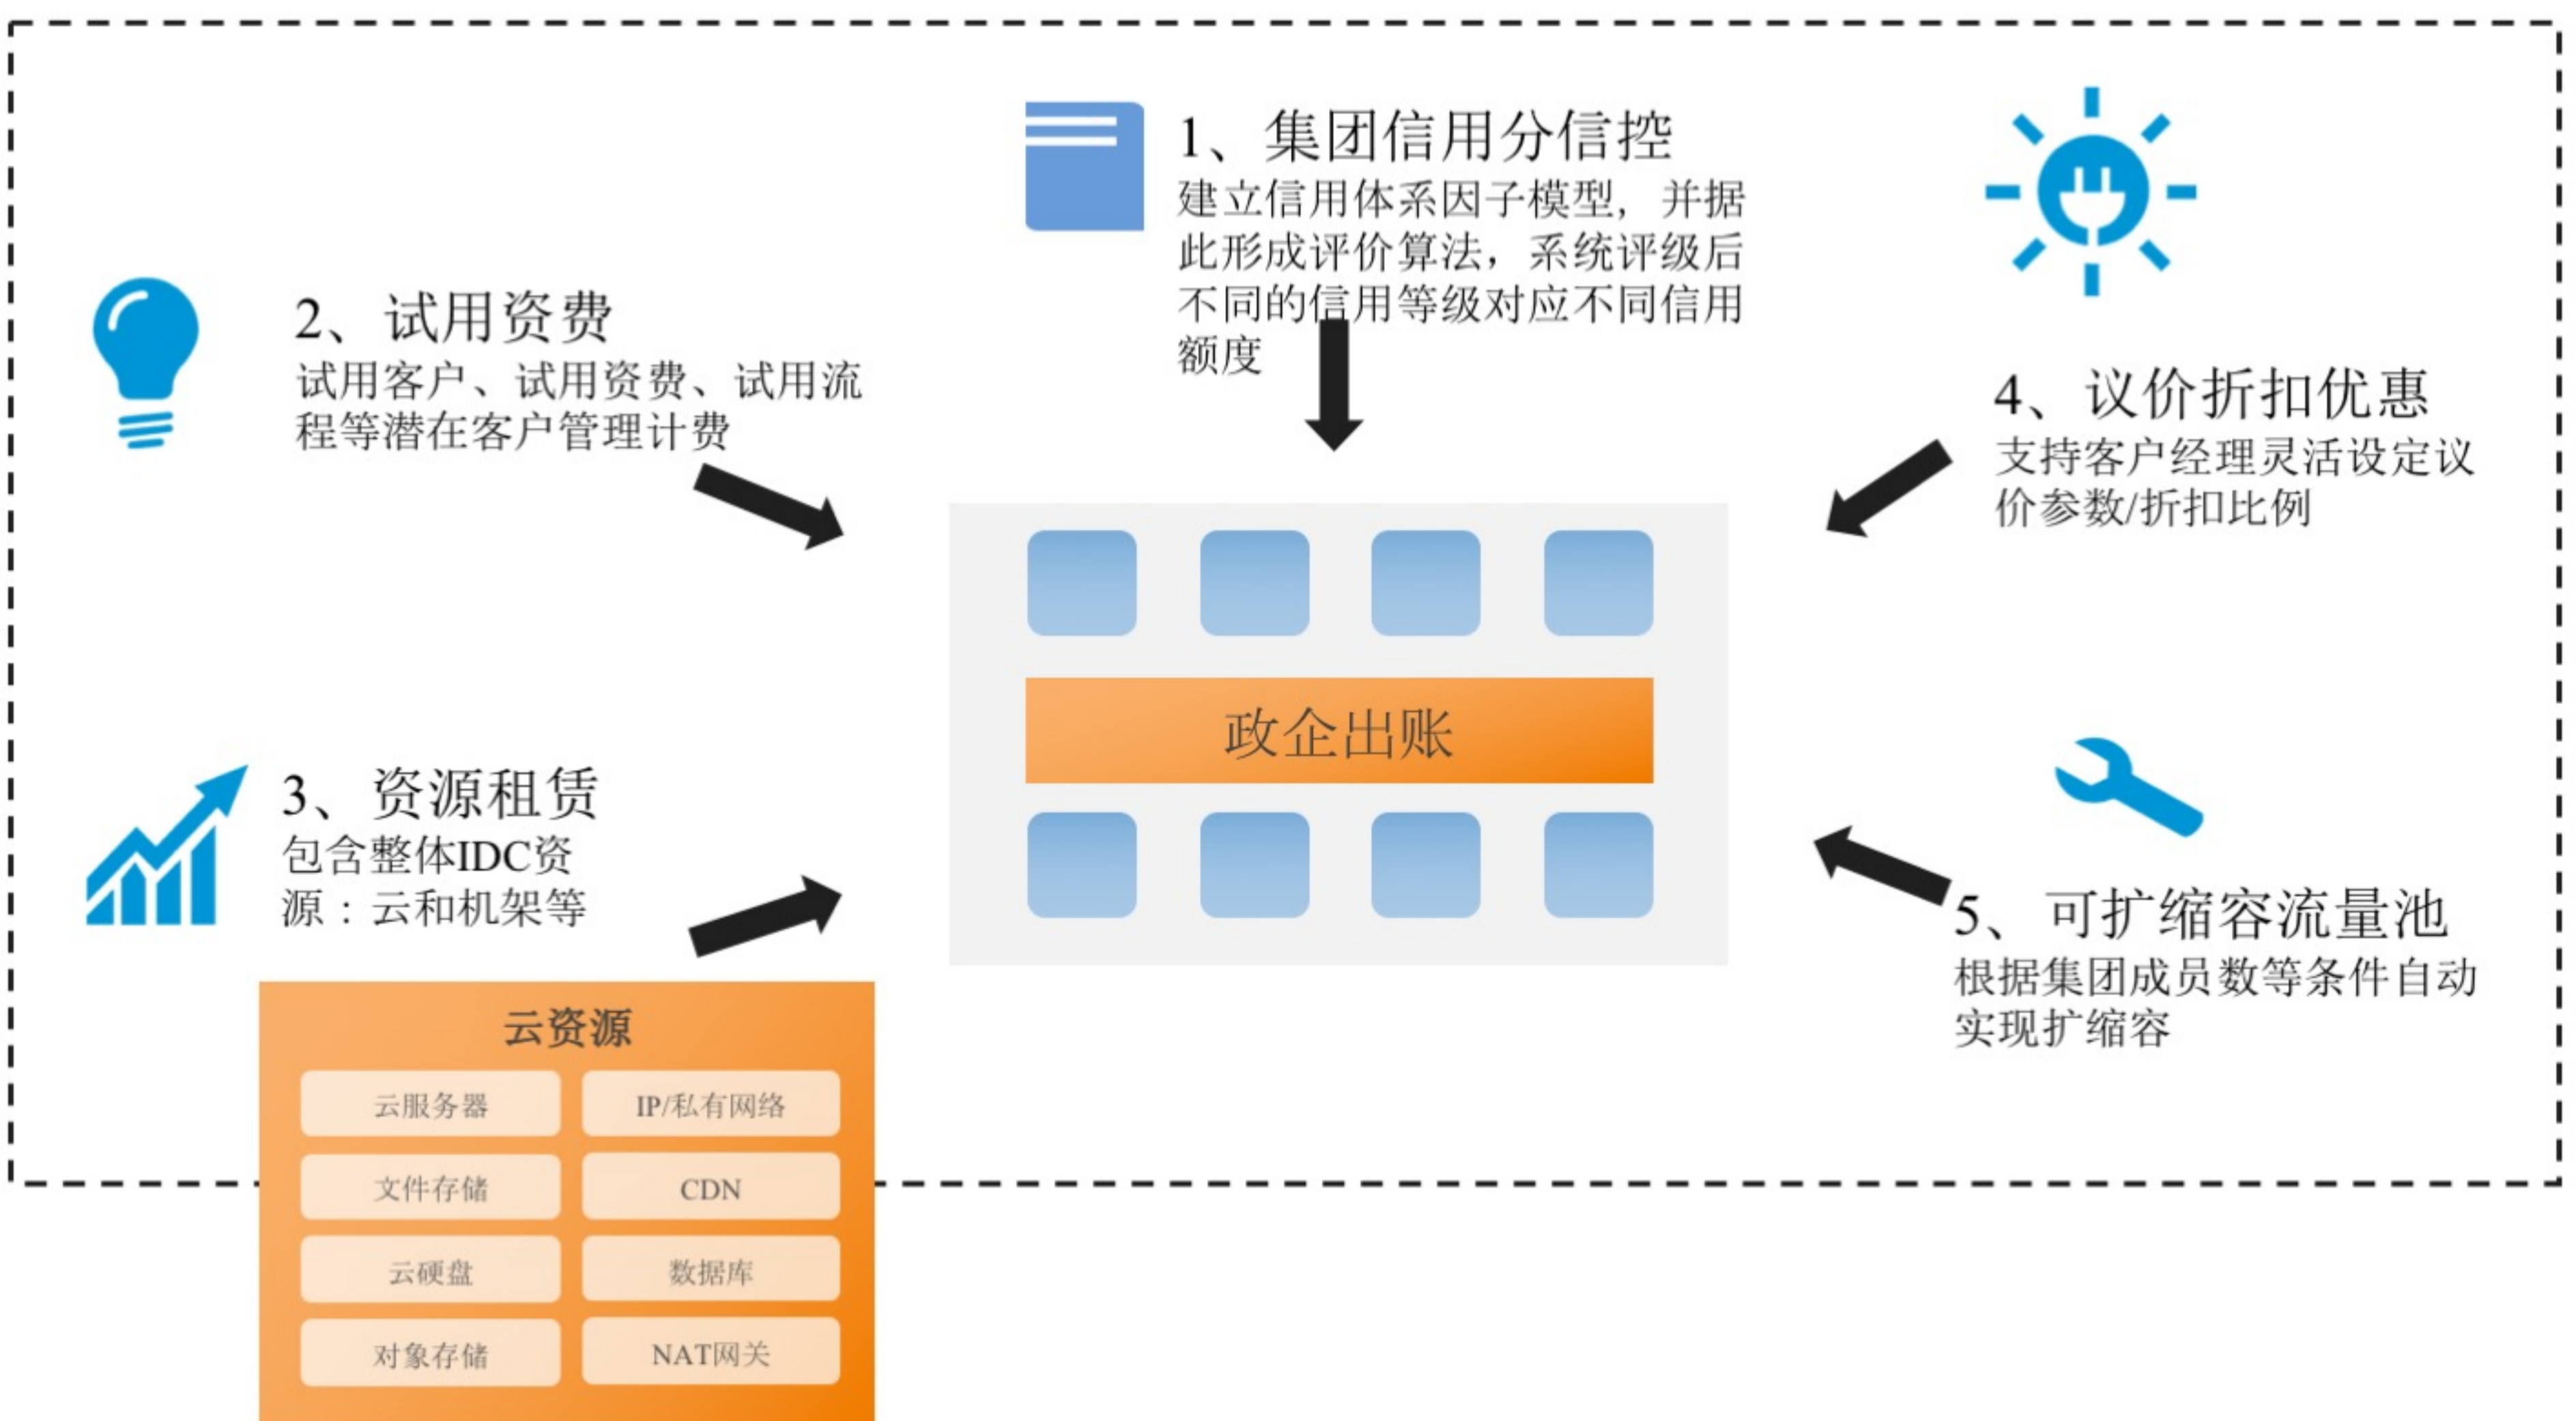 1、集团信用分信控
建立信用体系因子模型，并据
此形成评价算法，系统评级后
不同的信用等级对应不同信用
额度
2、试用资费
试用客户、试用资费、试用流
程等潜在客户管理计费
3、资源租赁
包含整体IDC资
源：云和机架等
4、议价折扣优惠
支持客户经理灵活设定议
价参数/折扣比例
5、可扩缩容流量池
根据集团成员数等条件自动
实现扩缩容
政企出账
云资源
云服务器
IP/私有网络
文件存储
CDN
云硬盘
数据库
对象存储
NAT网关